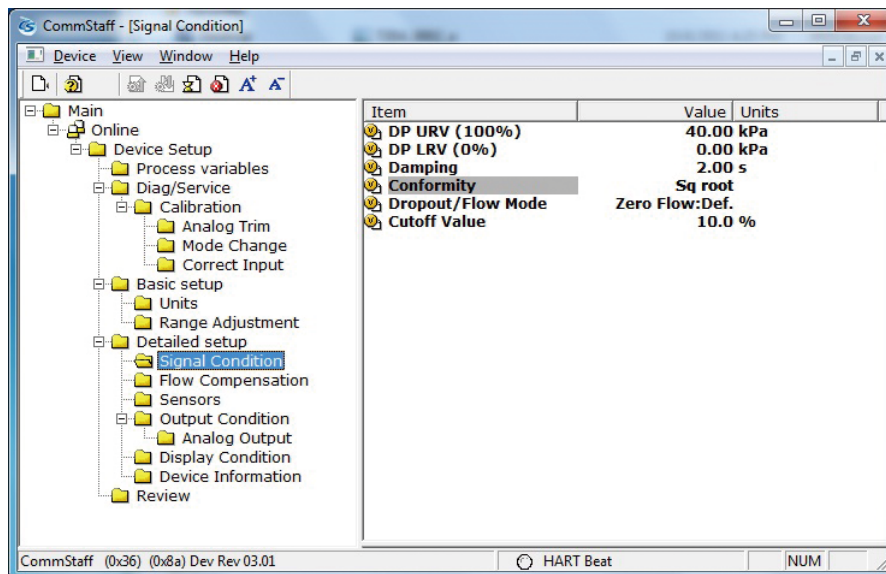 CommStaff - [Signal Condition]
Device View Window Help
Main
Online
Device Setup
Process variables
Diag/Service
Calibration
Analog Trim
Mode Change
Correct Input
Basic setup
Units
Range Adjustment
Detailed setup
Signal Condition
Flow Compensation
Sensors
Output Condition
Analog Output
Display Condition
Device Information
Review
Item Value Units
DP URV (100%) 40.00 kPa
DP LRV (0%) 0.00 kPa
Damping 2.00 s
Conformity Sq root
Dropout/Flow Mode Zero Flow:Def.
Cutoff Value 10.0 %
CommStaff (0x36) (0x8a) Dev Rev 03.01 HART Beat NUM